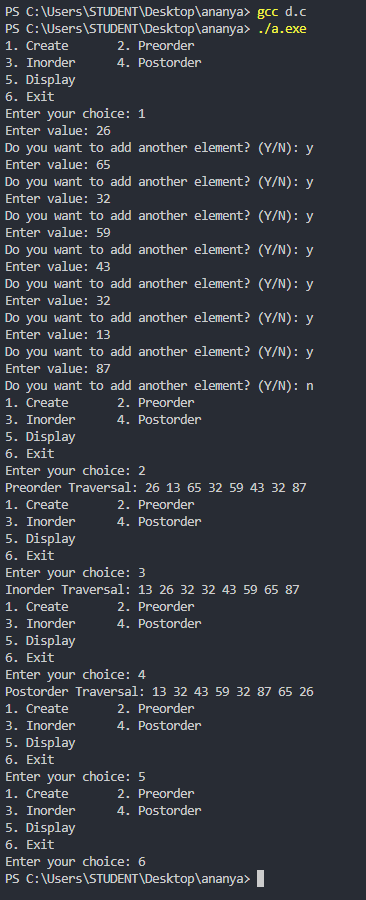 PS C:\Users\STUDENT\Desktop\ananya> gcc d.c
PS C:\Users\STUDENT\Desktop\ananya> ./a.exe
1. Create       2. Preorder
3. Inorder      4. Postorder
5. Display
6. Exit
Enter your choice: 1
Enter value: 26
Do you want to add another element? (Y/N): y
Enter value: 65
Do you want to add another element? (Y/N): y
Enter value: 32
Do you want to add another element? (Y/N): y
Enter value: 59
Do you want to add another element? (Y/N): y
Enter value: 43
Do you want to add another element? (Y/N): y
Enter value: 32
Do you want to add another element? (Y/N): y
Enter value: 13
Do you want to add another element? (Y/N): y
Enter value: 87
Do you want to add another element? (Y/N): n
1. Create       2. Preorder
3. Inorder      4. Postorder
5. Display
6. Exit
Enter your choice: 2
Preorder Traversal: 26 13 65 32 59 43 32 87
1. Create       2. Preorder
3. Inorder      4. Postorder
5. Display
6. Exit
Enter your choice: 3
Inorder Traversal: 13 26 32 32 43 59 65 87
1. Create       2. Preorder
3. Inorder      4. Postorder
5. Display
6. Exit
Enter your choice: 4
Postorder Traversal: 13 32 43 59 32 87 65 26
1. Create       2. Preorder
3. Inorder      4. Postorder
5. Display
6. Exit
Enter your choice: 5
1. Create       2. Preorder
3. Inorder      4. Postorder
5. Display
6. Exit
Enter your choice: 6
PS C:\Users\STUDENT\Desktop\ananya>